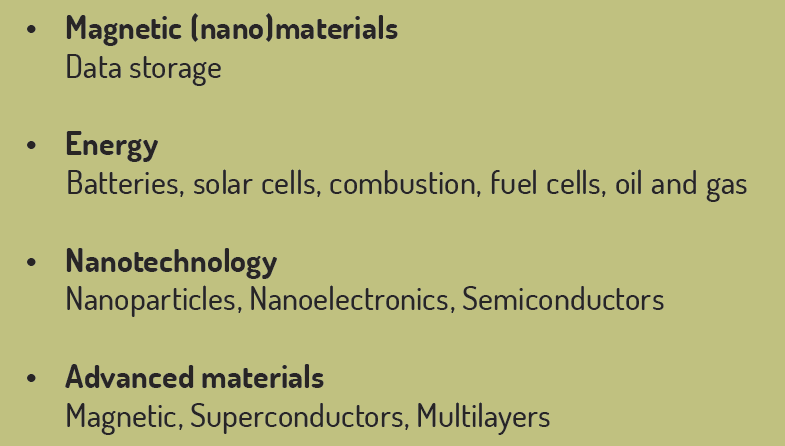 • Magnetic (nano)materials
Data storage
• Energy
Batteries, solar cells, combustion, fuel cells, oil and gas
• Nanotechnology
Nanoparticles, Nanoelectronics, Semiconductors
• Advanced materials
Magnetic, Superconductors, Multilayers